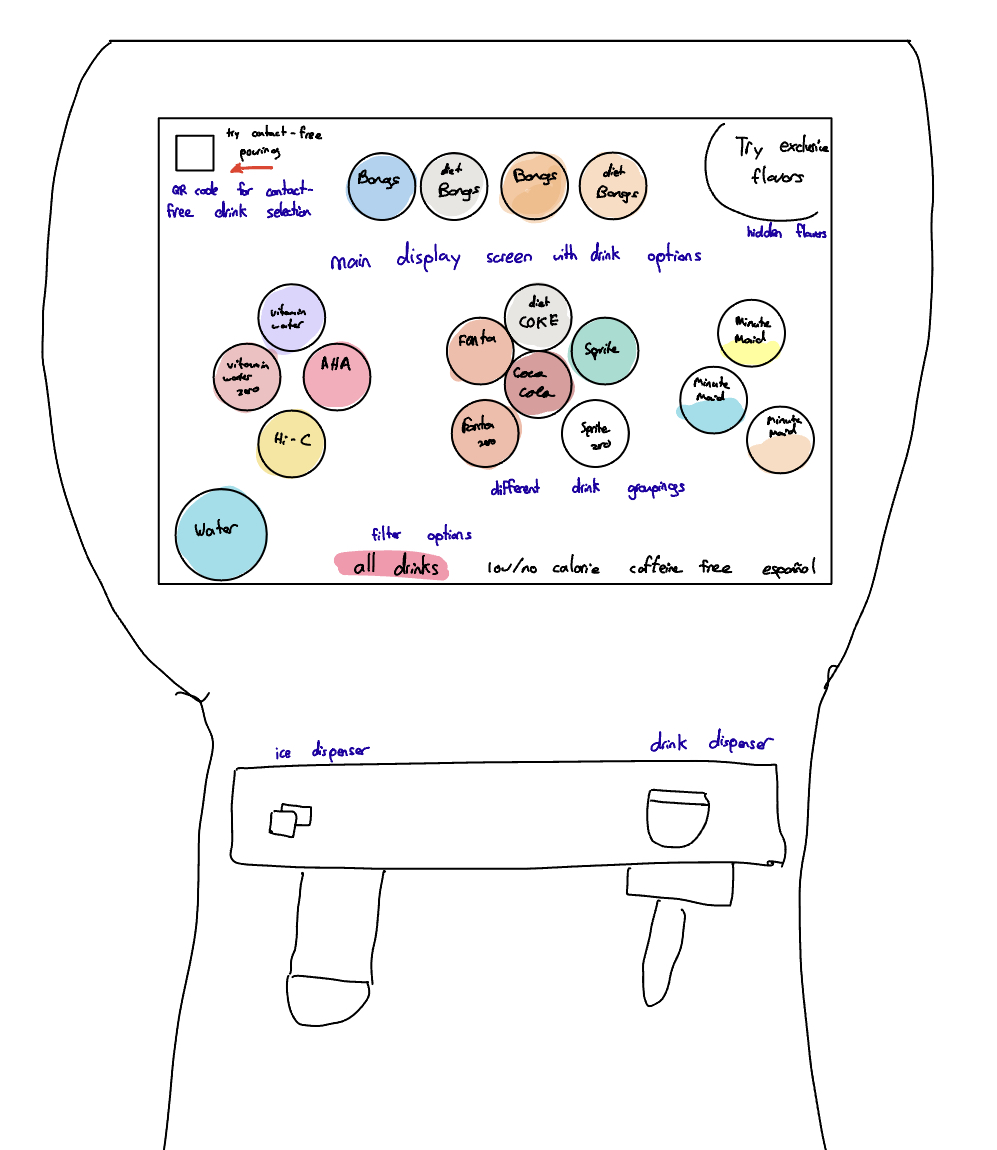 try contact-free
pouring
QR code for contact-
free drink selection
Bongs
diet
Bongs
Bongs
diet
Bongs
Try exclusive
flavors
hidden flavors
main display screen with drink options
vitamin
water
vitamin
water
zero
AHA
Hi-C
diet
COKE
Fanta
Sprite
Coca
Cola
Fanta
zero
Sprite
zero
Minute
Maid
Minute
Maid
Minute
Maid
different drink groupings
Water
filter options
all drinks low/no calorie caffeine free español
ice dispenser
drink dispenser